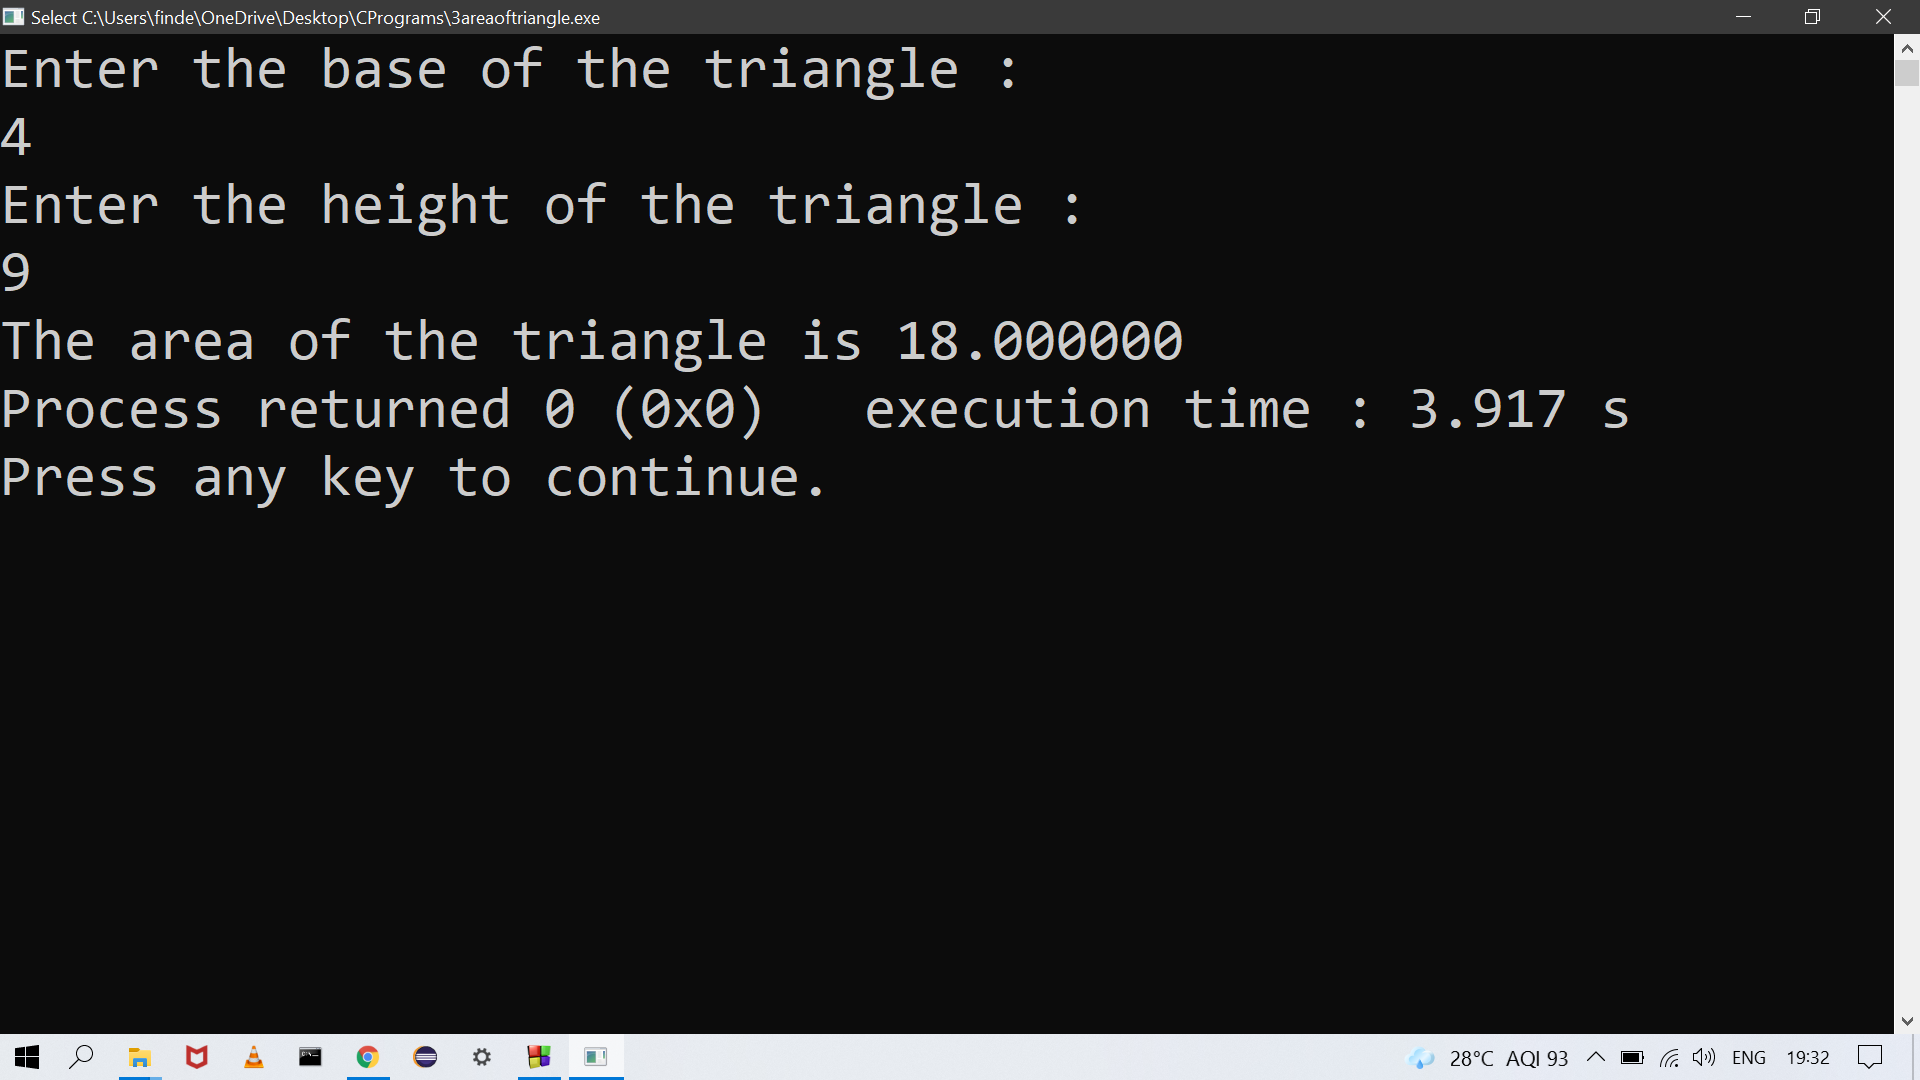 Select C:\Users\finde\OneDrive\Desktop\CPrograms\3areaoftriangle.exe
Enter the base of the triangle :
4
Enter the height of the triangle :
9
The area of the triangle is 18.000000
Process returned 0 (0x0)   execution time : 3.917 s
Press any key to continue.
28°C AQI 93 ENG 19:32